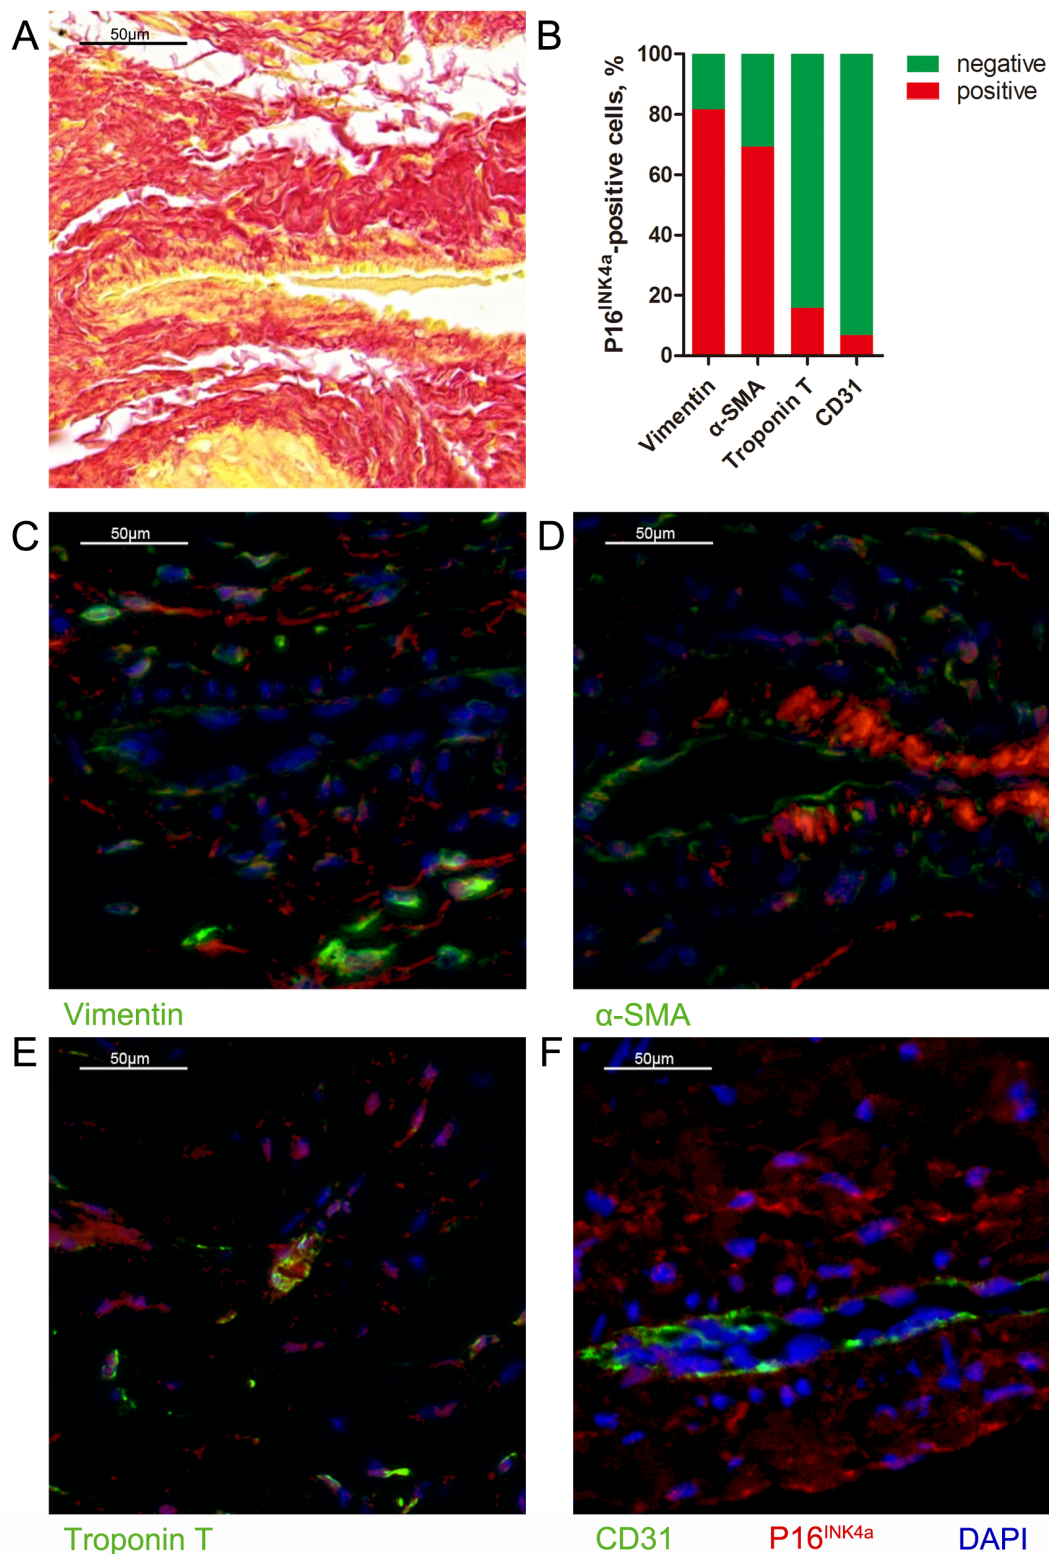 A
50µm
B
P16INK4a-positive cells, %
100
80
60
40
20
0
Vimentin
α-SMA
Troponin T
CD31
negative
positive
C
50µm
D
50µm
Vimentin
α-SMA
E
50µm
F
50µm
Troponin T
CD31
P16INK4a
DAPI